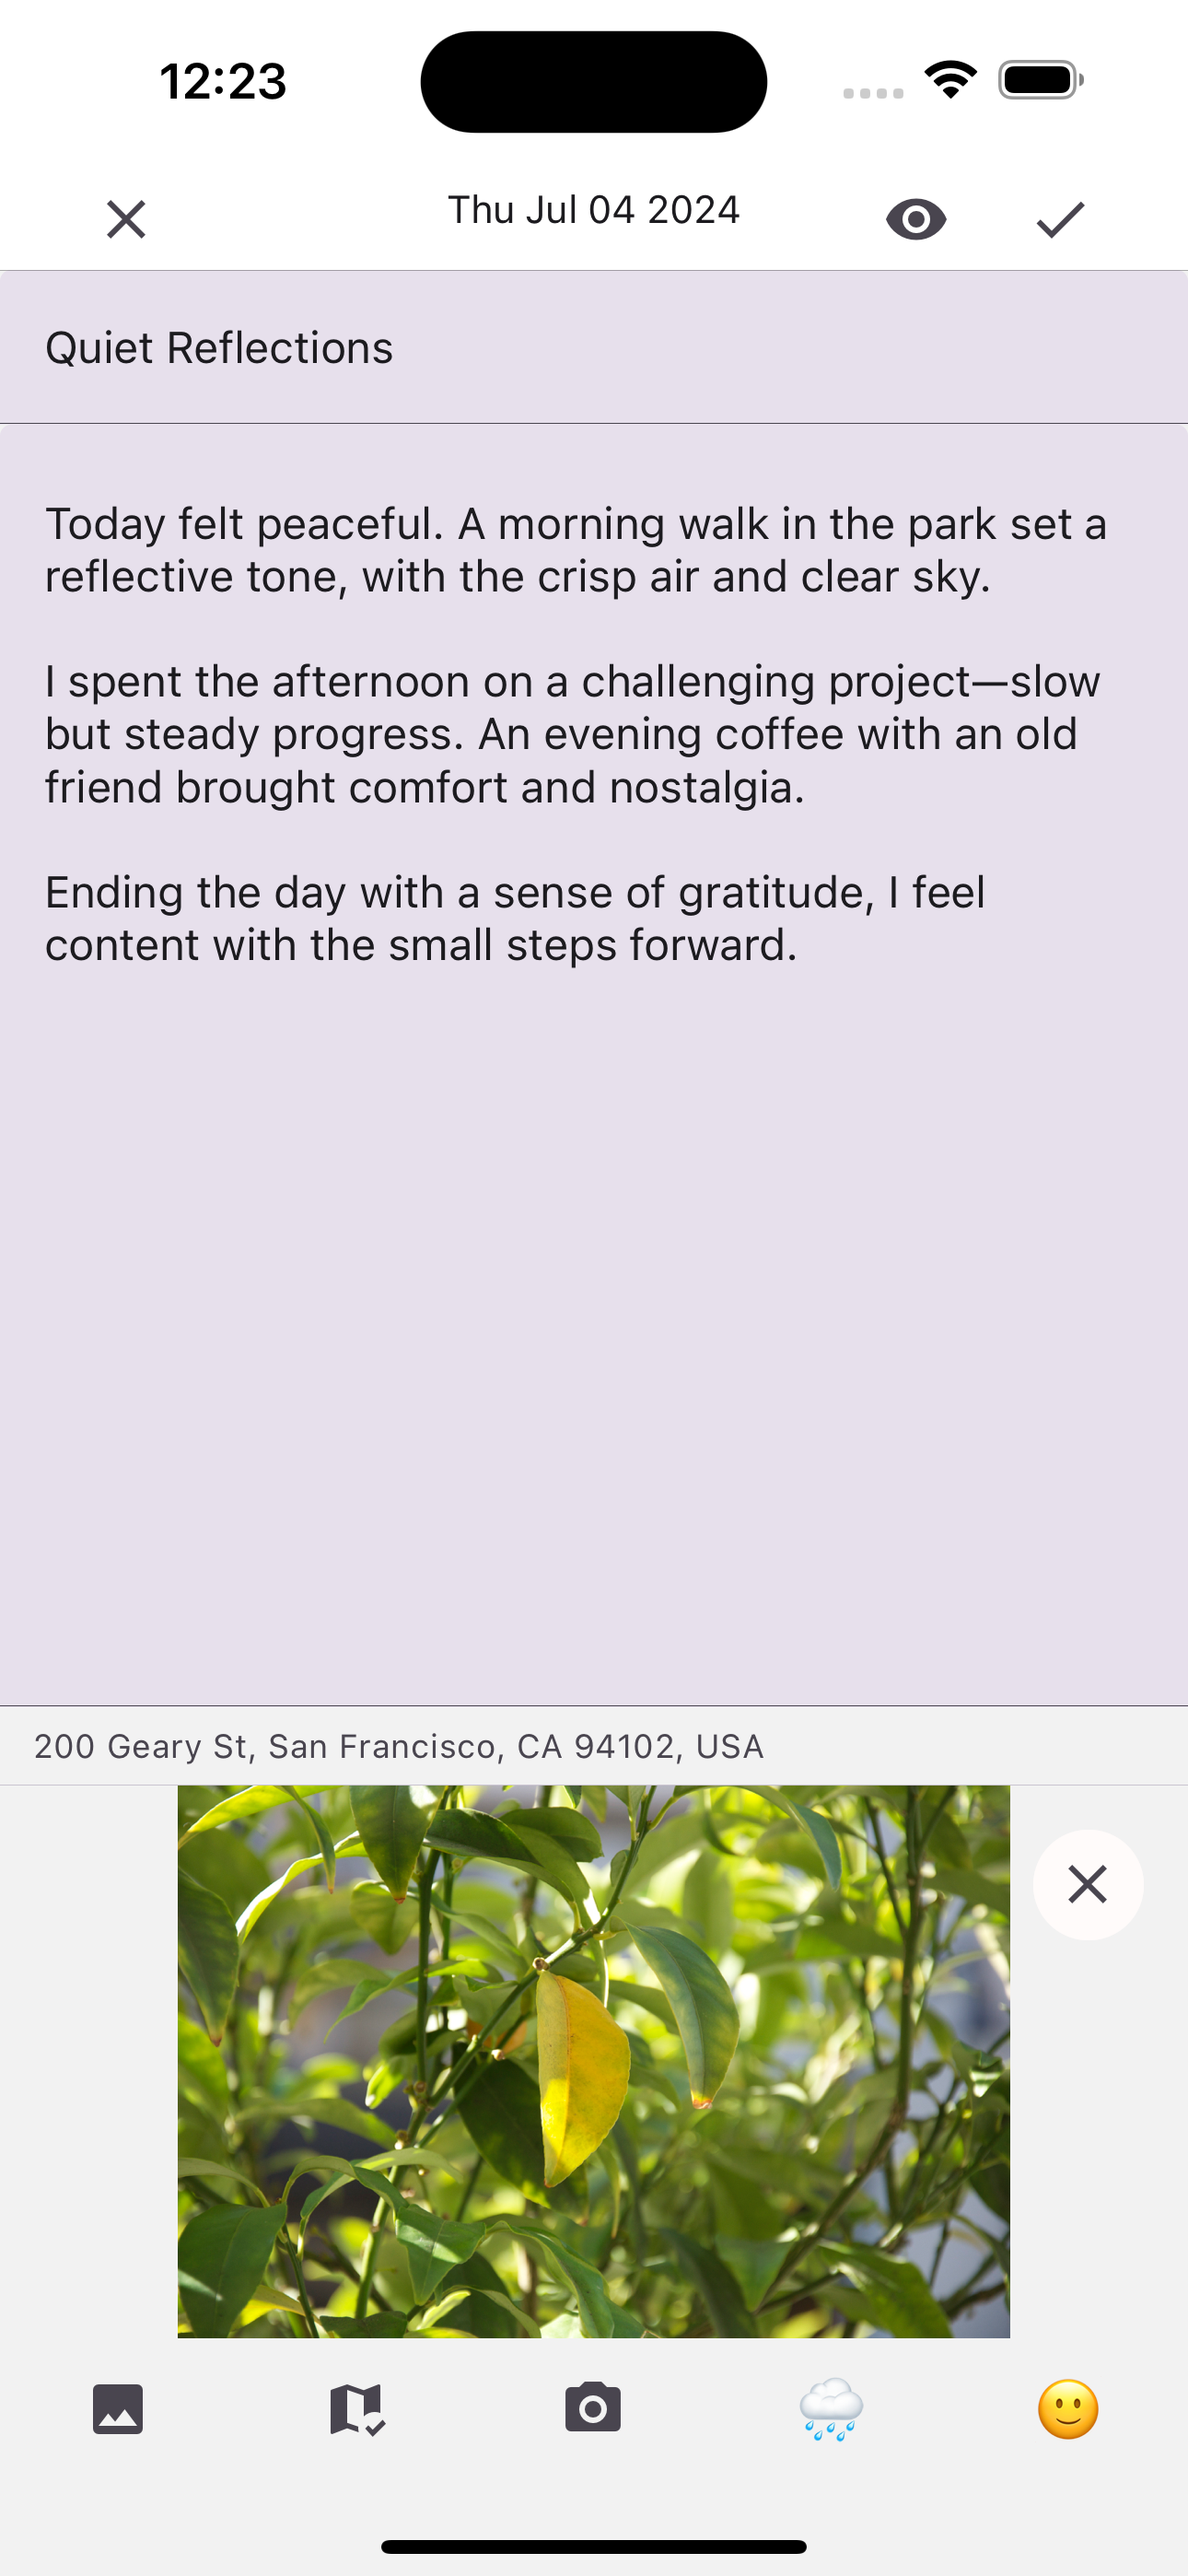 12:23
Thu Jul 04 2024
Quiet Reflections
Today felt peaceful. A morning walk in the park set a
reflective tone, with the crisp air and clear sky.
I spent the afternoon on a challenging project—slow
but steady progress. An evening coffee with an old
friend brought comfort and nostalgia.
Ending the day with a sense of gratitude, I feel
content with the small steps forward.
200 Geary St, San Francisco, CA 94102, USA